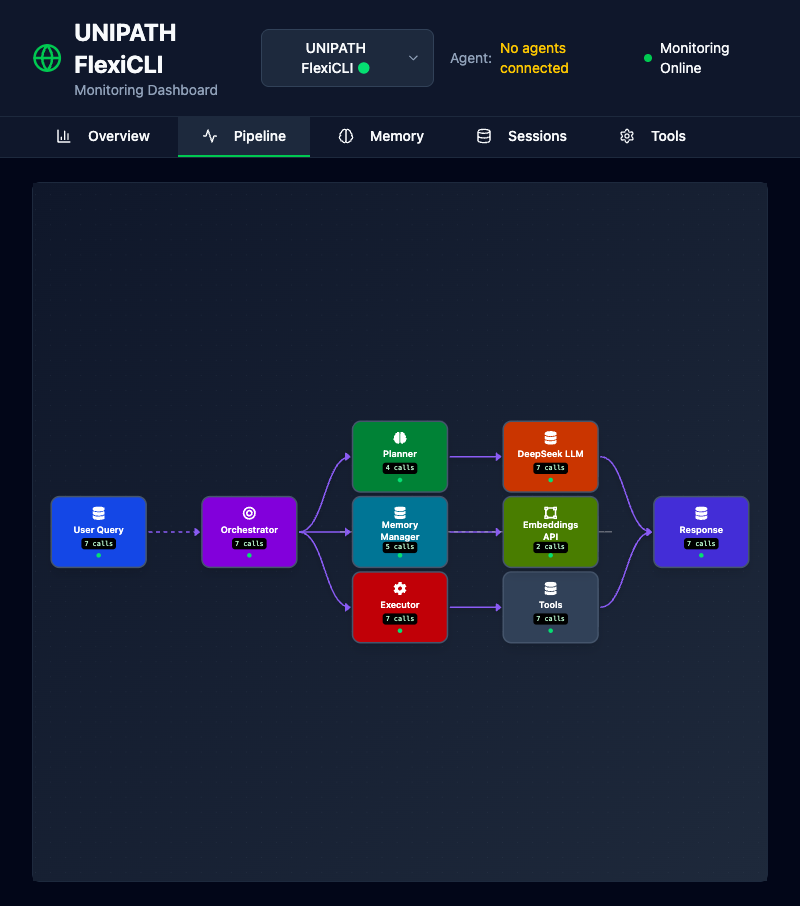 UNIPATH
FlexiCLI
Monitoring Dashboard
UNIPATH
FlexiCLI
Agent:
No agents
connected
Monitoring
Online
Overview
Pipeline
Memory
Sessions
Tools
User Query
7 calls
Orchestrator
7 calls
Planner
4 calls
Memory
Manager
5 calls
Executor
7 calls
DeepSeek LLM
7 calls
Embeddings
API
2 calls
Tools
7 calls
Response
7 calls